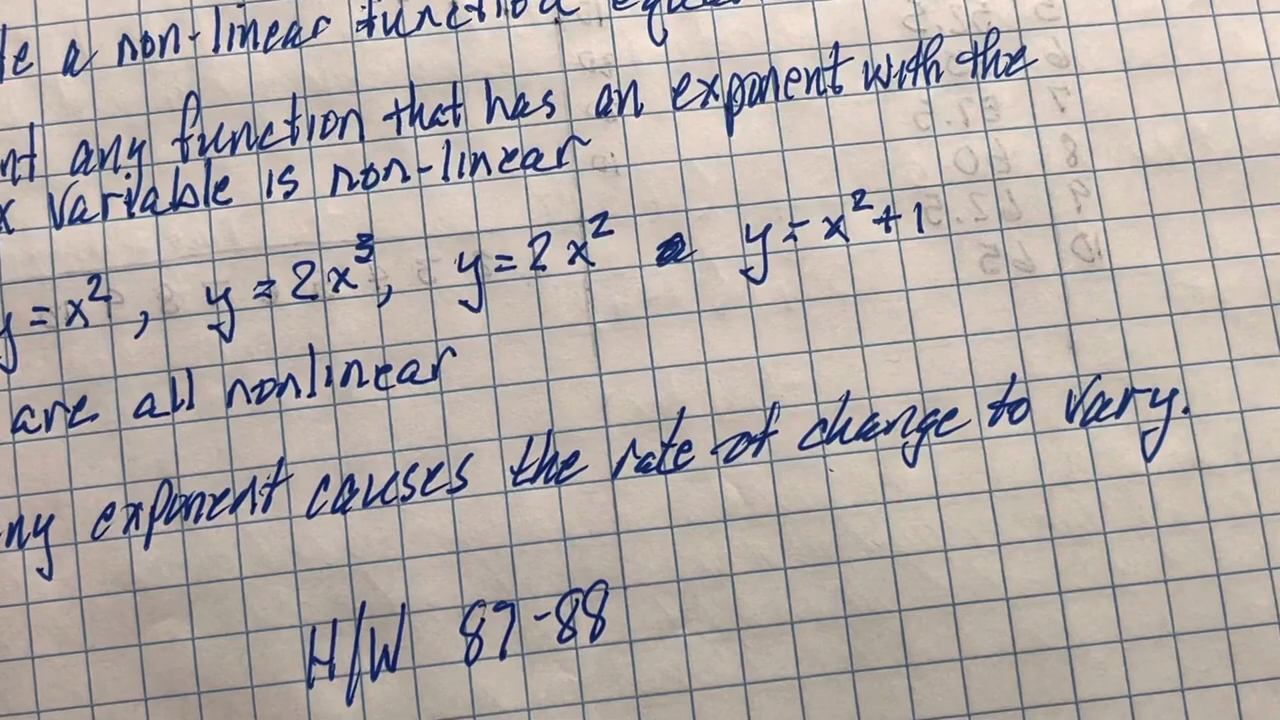 a non-linear function
any function that has an exponent with the
x variable is non-linear
y = x², y = 2x³, y = 2x² y = x² + 1
are all nonlinear
exponent causes the rate of change to vary.
H/W 87-88